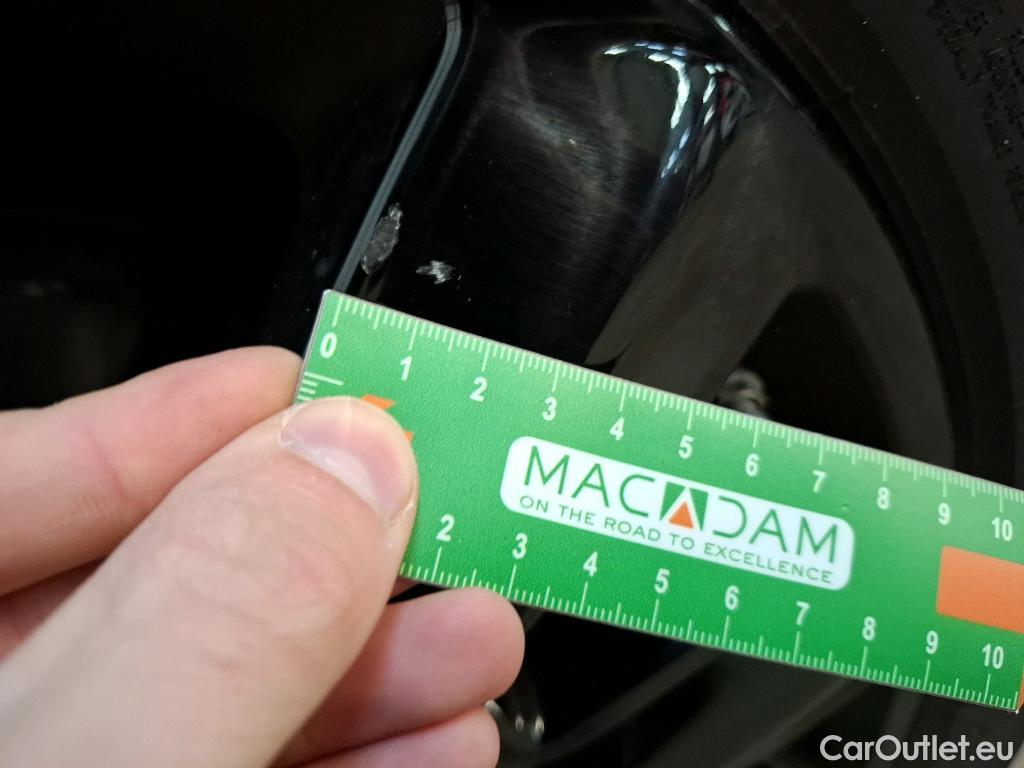 0 1 2 3 4 5 6 7 8 9 10
MACADAM
ON THE ROAD TO EXCELLENCE
2 3 4 5 6 7 8 9 10
CarOutlet.eu